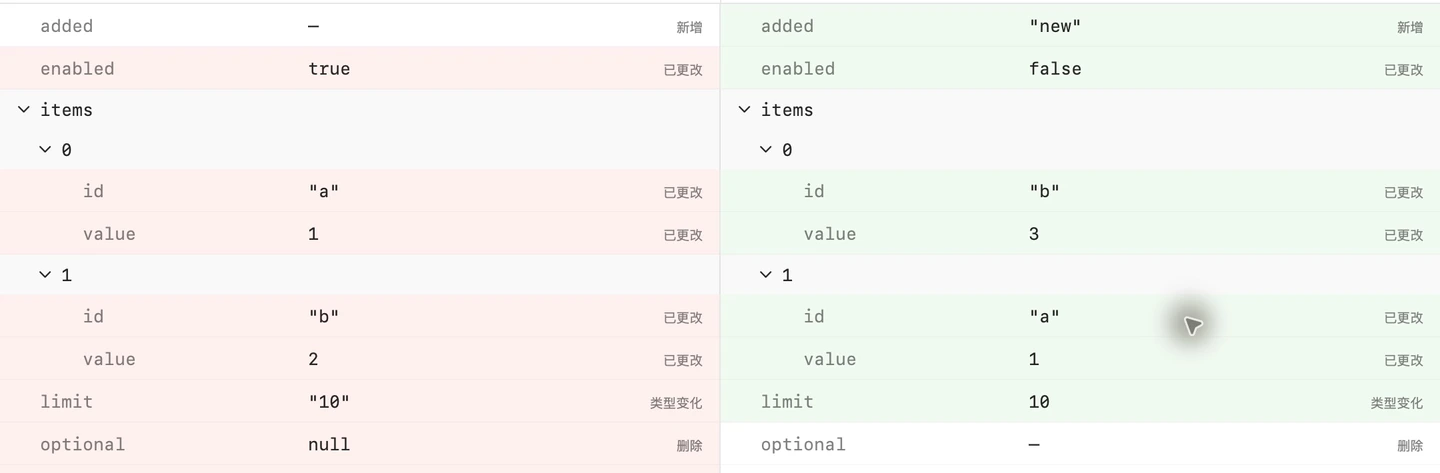 added — 新增
enabled true 已更改
items
0
id "a" 已更改
value 1 已更改
1
id "b" 已更改
value 2 已更改
limit "10" 类型变化
optional null 删除
added "new" 新增
enabled false 已更改
items
0
id "b" 已更改
value 3 已更改
1
id "a" 已更改
value 1 已更改
limit 10 类型变化
optional — 删除